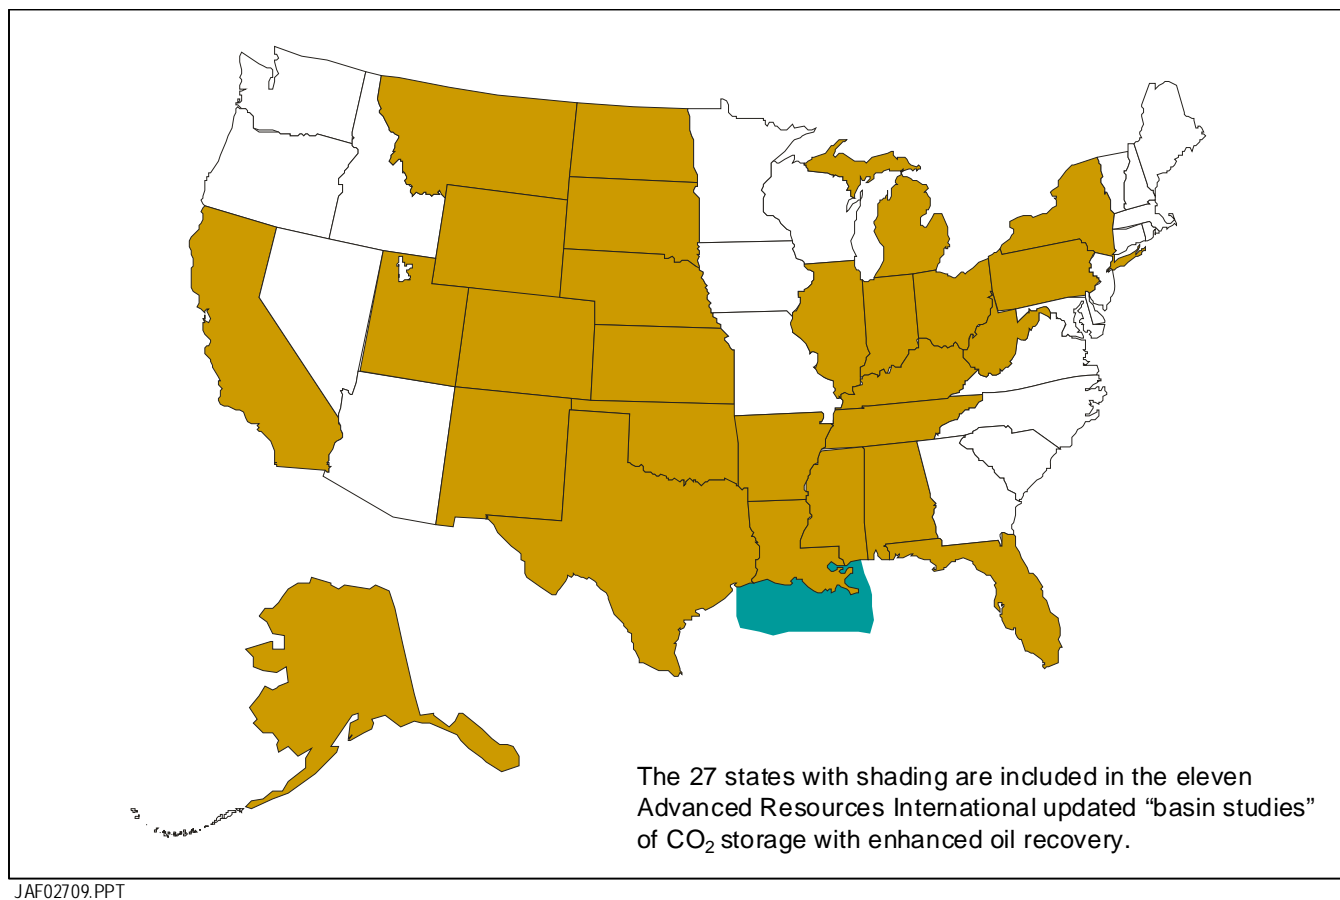 The 27 states with shading are included in the eleven
Advanced Resources International updated “basin studies”
of CO₂ storage with enhanced oil recovery.
JAF02709.PPT